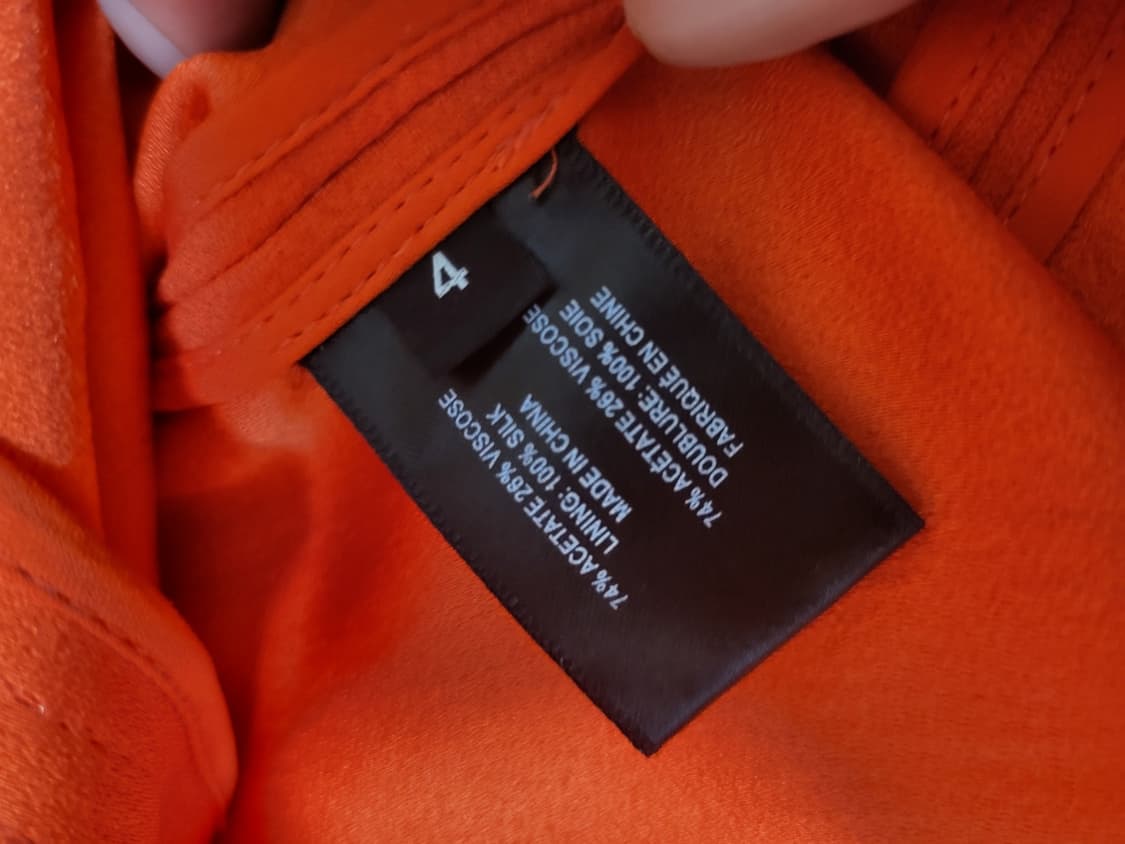 4
74% ACETATE 26% VISCOSE
LINING: 100% SILK
MADE IN CHINA
74% ACÉTATE 26% VISCOSE
DOUBLURE: 100% SOIE
FABRIQUÉ EN CHINE